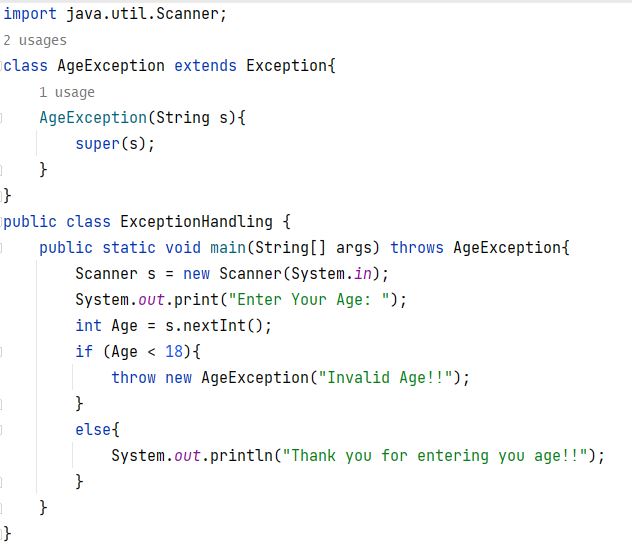 import java.util.Scanner;
2 usages
class AgeException extends Exception{
1 usage
AgeException(String s){
super(s);
}
}
public class ExceptionHandling {
public static void main(String[] args) throws AgeException{
Scanner s = new Scanner(System.in);
System.out.print("Enter Your Age: ");
int Age = s.nextInt();
if (Age < 18){
throw new AgeException("Invalid Age!!");
}
else{
System.out.println("Thank you for entering you age!!");
}
}
}